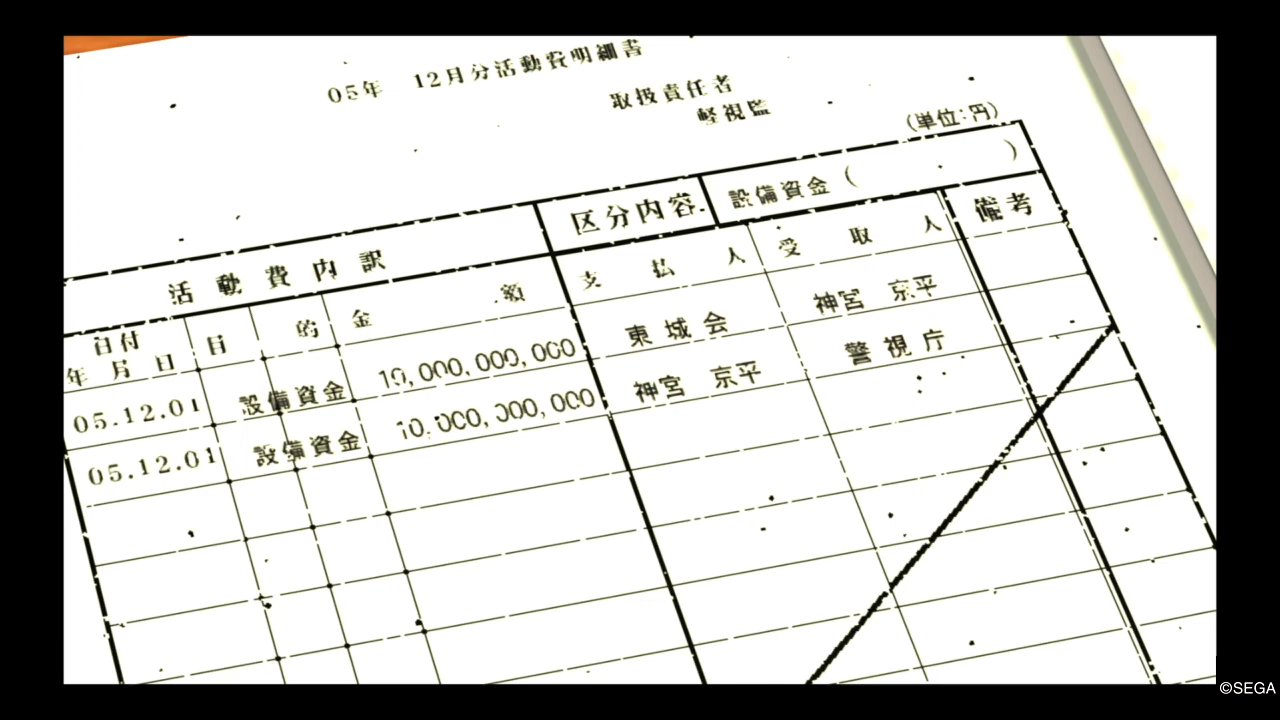 05年 12月分活動費明細書
取扱責任者
軽視監
(単位:円)
活動費内訳 区分内容 設備資金( )
日付 目的 金額 支払人 受取人 備考
年月日
05.12.01 設備資金 10,000,000,000 東城会 神宮 京平
05.12.01 設備資金 10,000,000,000 神宮 京平 警視庁
©SEGA